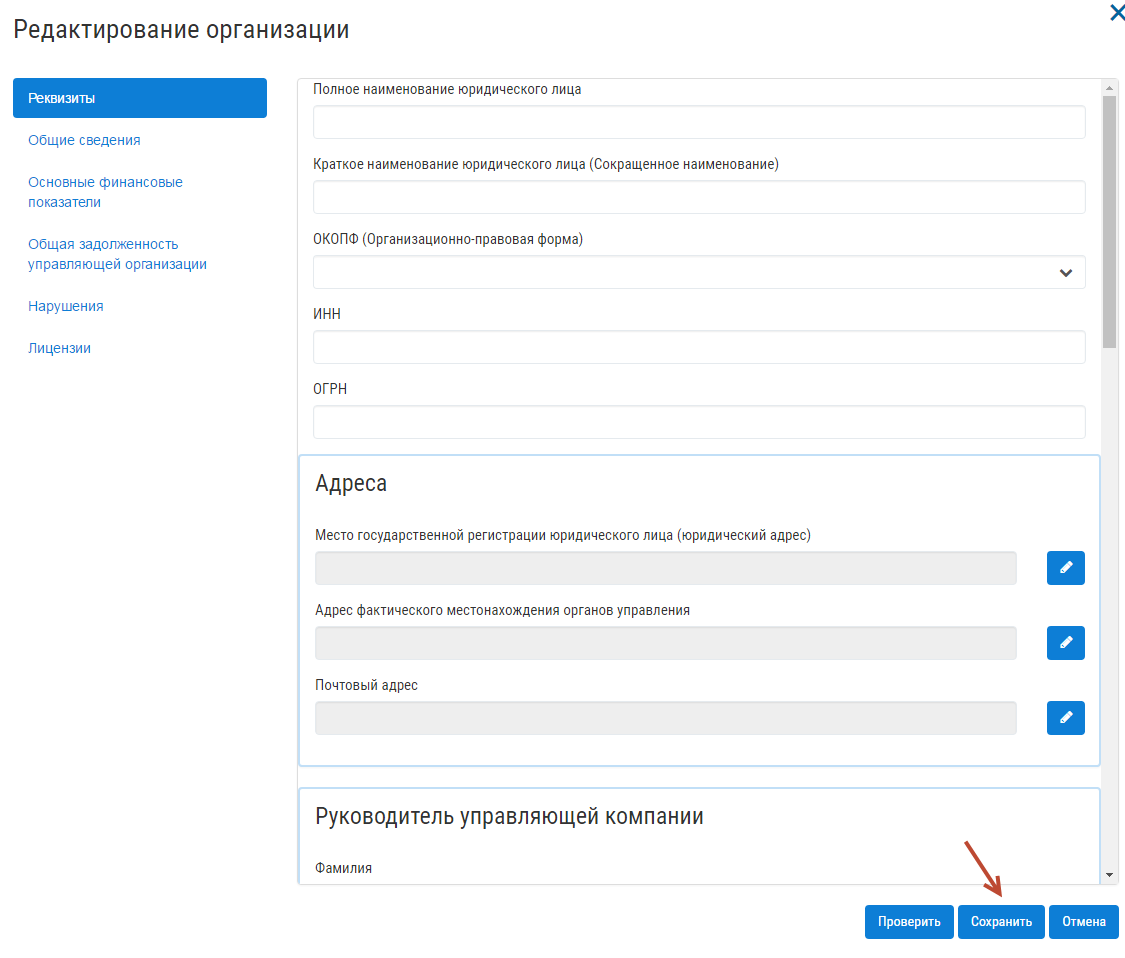 Редактирование организации
Реквизиты
Общие сведения
Основные финансовые
показатели
Общая задолженность
управляющей организации
Нарушения
Лицензии
Полное наименование юридического лица
Краткое наименование юридического лица (Сокращенное наименование)
ОКОПФ (Организационно-правовая форма)
ИНН
ОГРН
Адреса
Место государственной регистрации юридического лица (юридический адрес)
Адрес фактического местонахождения органов управления
Почтовый адрес
Руководитель управляющей компании
Фамилия
Проверить
Сохранить
Отмена